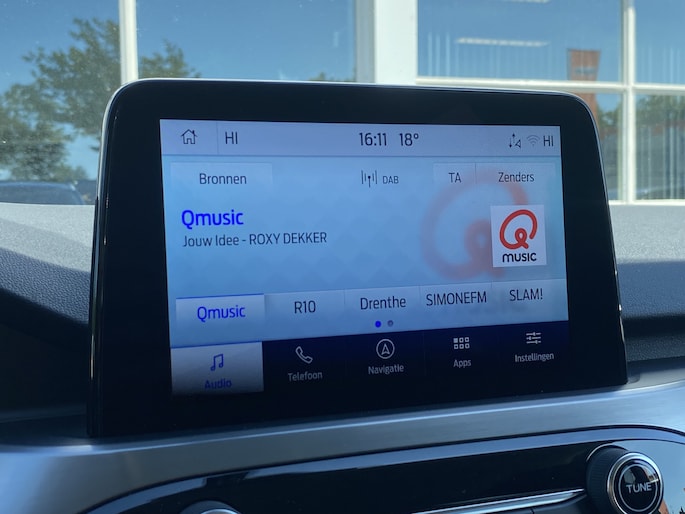 HI 16:11 18° HI
Bronnen DAB TA Zenders
Qmusic
Jouw Idee - ROXY DEKKER
Q
music
Qmusic R10 Drenthe SIMONEFM SLAM!
Audio Telefoon Navigatie Apps Instellingen
TUNE